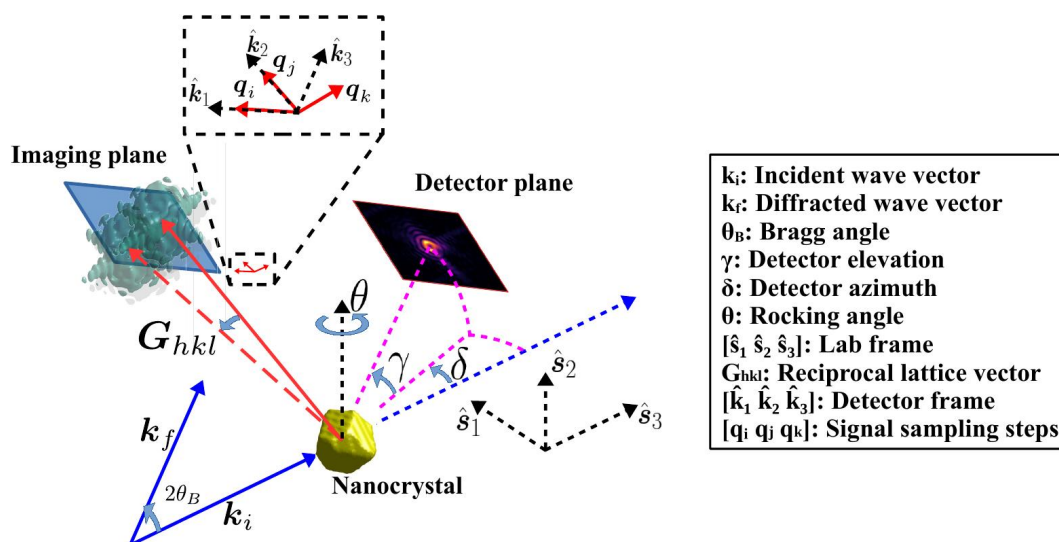 k̂₂
q_j
k̂₃
k̂₁
q_i
q_k
Imaging plane
Detector plane
G_hkl
θ
γ
δ
ŝ₂
ŝ₁
ŝ₃
k_f
2θ_B
k_i
Nanocrystal
kᵢ: Incident wave vector
k_f: Diffracted wave vector
θ_B: Bragg angle
γ: Detector elevation
δ: Detector azimuth
θ: Rocking angle
[ŝ₁ ŝ₂ ŝ₃]: Lab frame
G_hkl: Reciprocal lattice vector
[k̂₁ k̂₂ k̂₃]: Detector frame
[q_i q_j q_k]: Signal sampling steps